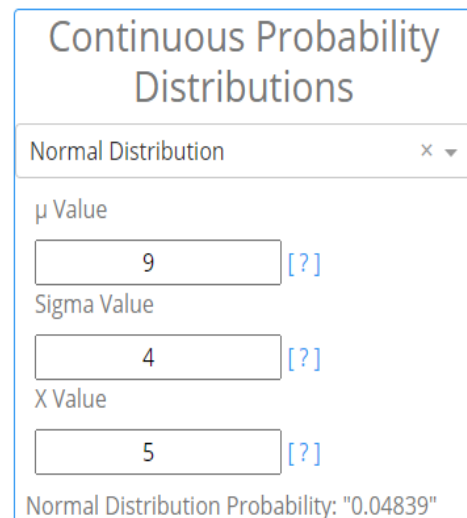 Continuous Probability
Distributions
Normal Distribution
μ Value
9 [ ? ]
Sigma Value
4 [ ? ]
X Value
5 [ ? ]
Normal Distribution Probability: "0.04839"